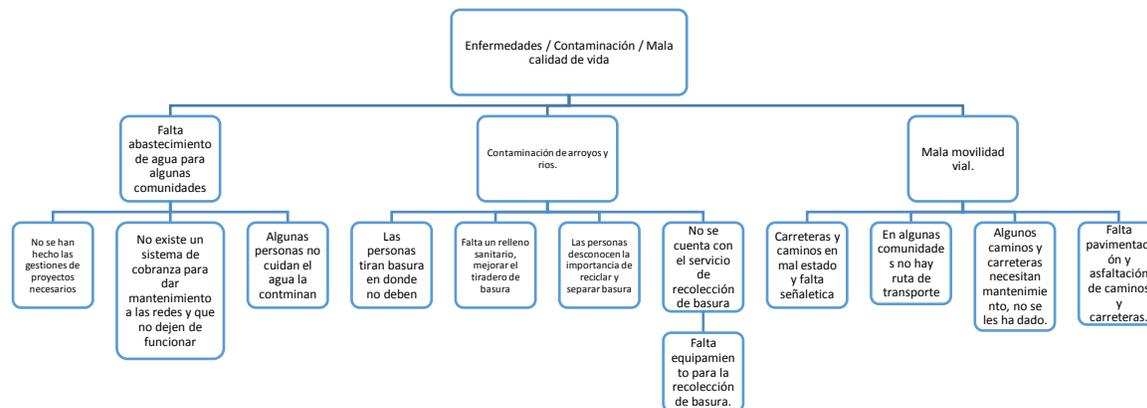 Enfermedades / Contaminación / Mala
calidad de vida
Falta
abastecimiento
de agua para
algunas
comunidades
Contaminación de arroyos y
rios.
Mala movilidad
vial.
No se han
hecho las
gestiones de
proyectos
necesarios
No existe un
sistema de
cobranza para
dar
mantenimiento
a las redes y que
no dejen de
funcionar
Algunas
personas no
cuidan el
agua la
contminan
Las
personas
tiran basura
en donde
no deben
Falta un relleno
sanitario,
mejorar el
tiradero de
basura
Las personas
desconocen la
importancia de
reciclar y
separar basura
No se
cuenta con
el servicio
de
recolección
de basura
Falta
equipamien
to para la
recolección
de basura.
Carreteras y
caminos en
mal estado y
falta
señaletica
En algunas
comunidade
s no hay
ruta de
transporte
Algunos
caminos y
carreteras
necesitan
mantenimie
nto, no se
les ha dado.
Falta
pavimentac
ón y
asfaltación
de caminos
y
carreteras.